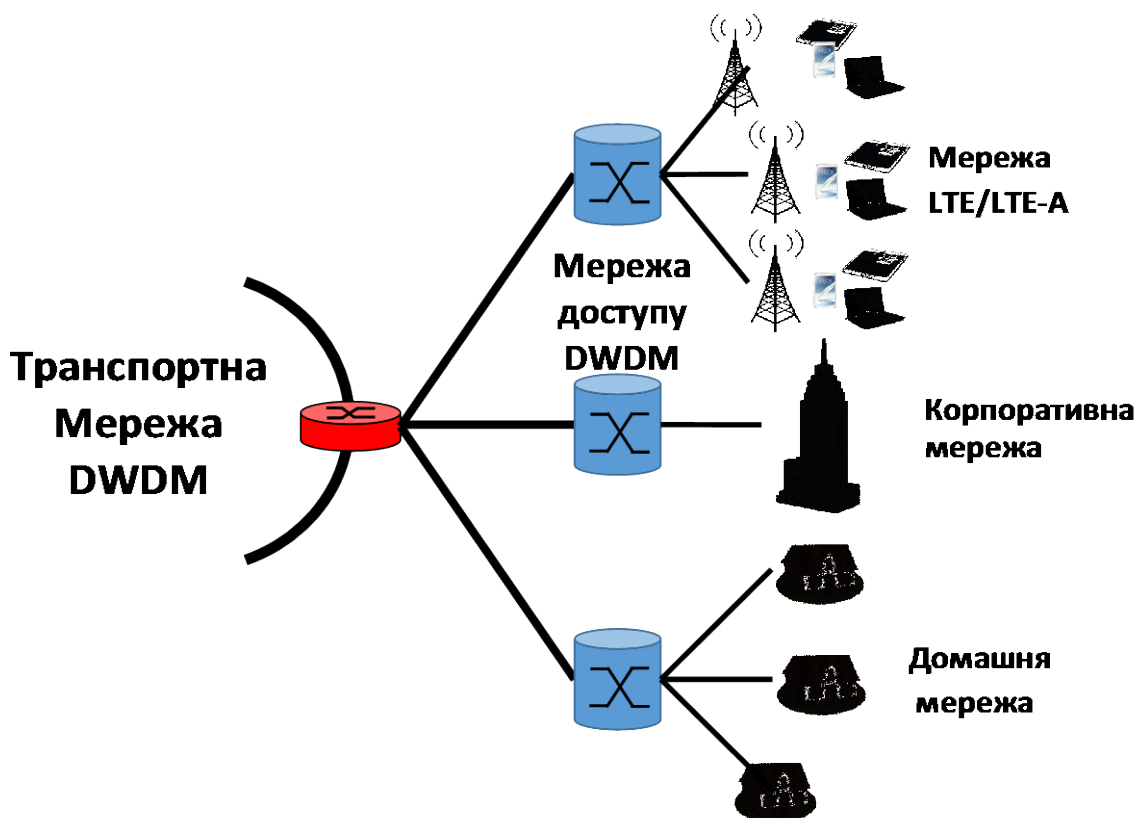 Мережа
LTE/LTE-A
Мережа
доступу
DWDM
Транспортна
Мережа
DWDM
Корпоративна
мережа
Домашня
мережа